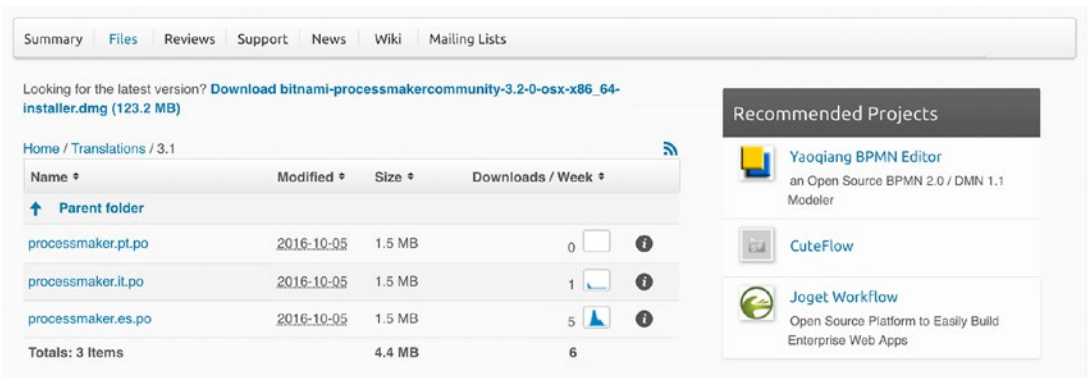 Summary Files Reviews Support News Wiki Mailing Lists
Looking for the latest version? Download bitnami-processmakercommunity-3.2-0-osx-x86_64-
installer.dmg (123.2 MB)
Home / Translations / 3.1
Name Modified Size Downloads / Week
Parent folder
processmaker.pt.po 2016-10-05 1.5 MB 0
processmaker.it.po 2016-10-05 1.5 MB 1
processmaker.es.po 2016-10-05 1.5 MB 5
Totals: 3 Items 4.4 MB 6
Recommended Projects
Yaoqiang BPMN Editor
an Open Source BPMN 2.0 / DMN 1.1
Modeler
CuteFlow
Joget Workflow
Open Source Platform to Easily Build
Enterprise Web Apps